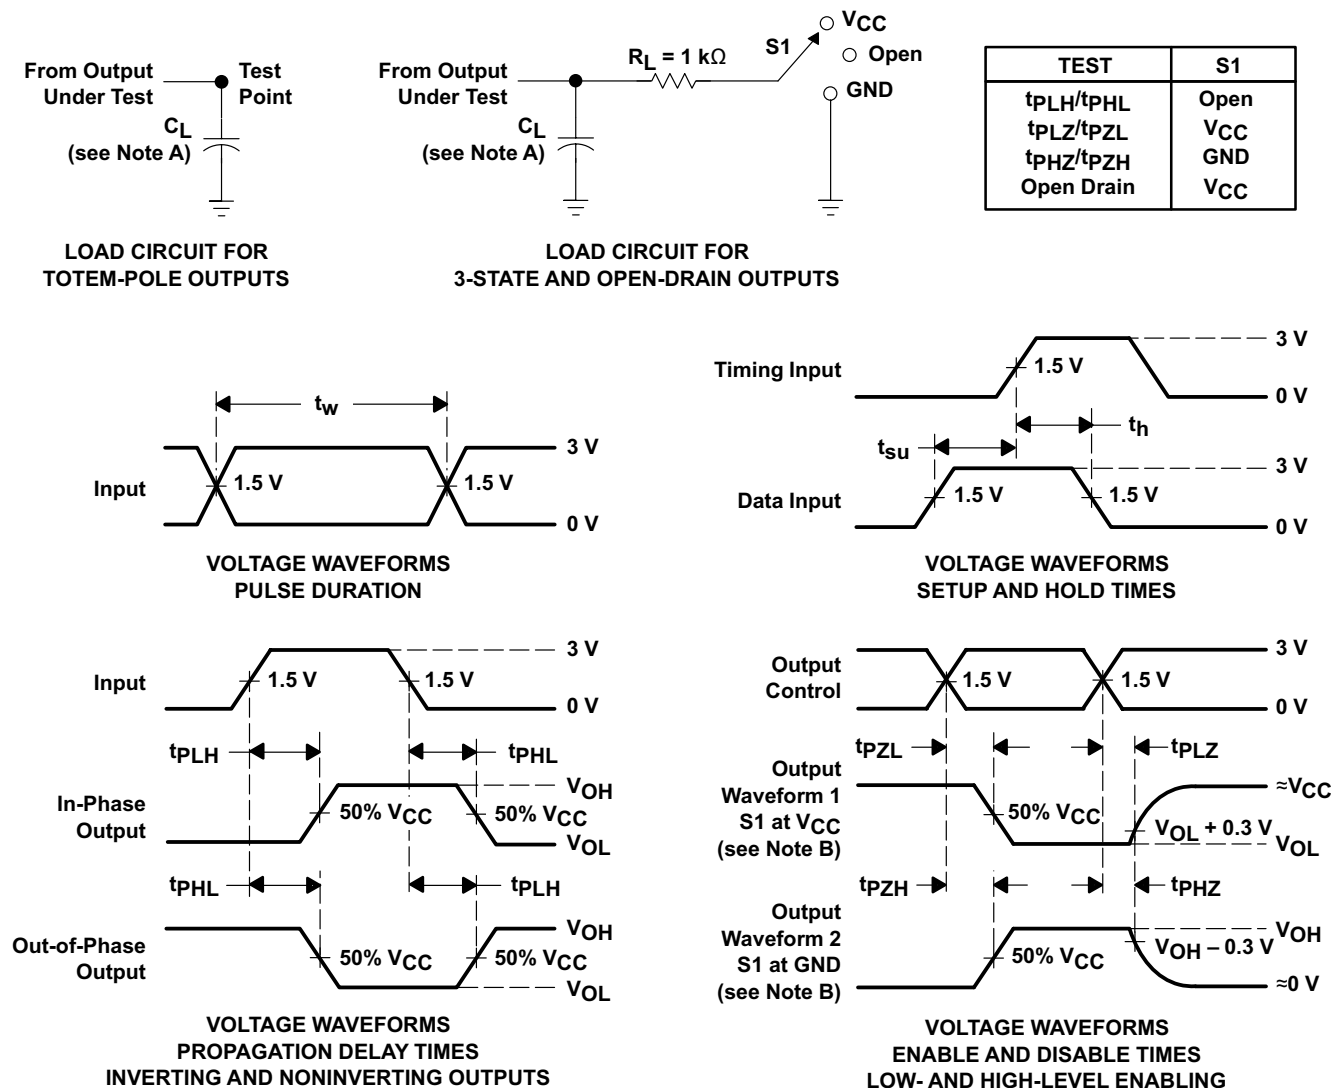 From Output
Under Test
Test
Point
CL
(see Note A)
LOAD CIRCUIT FOR
TOTEM-POLE OUTPUTS
From Output
Under Test
RL = 1 kΩ
S1
VCC
Open
GND
CL
(see Note A)
LOAD CIRCUIT FOR
3-STATE AND OPEN-DRAIN OUTPUTS
TEST S1
tPLH/tPHL Open
tPLZ/tPZL VCC
tPHZ/tPZH GND
Open Drain VCC
tw
Input
1.5 V
1.5 V
3 V
0 V
VOLTAGE WAVEFORMS
PULSE DURATION
Timing Input
1.5 V
3 V
0 V
tsu
th
Data Input
1.5 V
1.5 V
3 V
0 V
VOLTAGE WAVEFORMS
SETUP AND HOLD TIMES
Input
1.5 V
1.5 V
3 V
0 V
tPLH
tPHL
In-Phase
Output
50% VCC
50% VCC
VOH
VOL
tPHL
tPLH
Out-of-Phase
Output
50% VCC
50% VCC
VOH
VOL
VOLTAGE WAVEFORMS
PROPAGATION DELAY TIMES
INVERTING AND NONINVERTING OUTPUTS
Output
Control
1.5 V
1.5 V
3 V
0 V
tPZL
tPLZ
Output
Waveform 1
S1 at VCC
(see Note B)
50% VCC
VOL + 0.3 V
≈VCC
VOL
tPZH
tPHZ
Output
Waveform 2
S1 at GND
(see Note B)
50% VCC
VOH − 0.3 V
VOH
≈0 V
VOLTAGE WAVEFORMS
ENABLE AND DISABLE TIMES
LOW- AND HIGH-LEVEL ENABLING